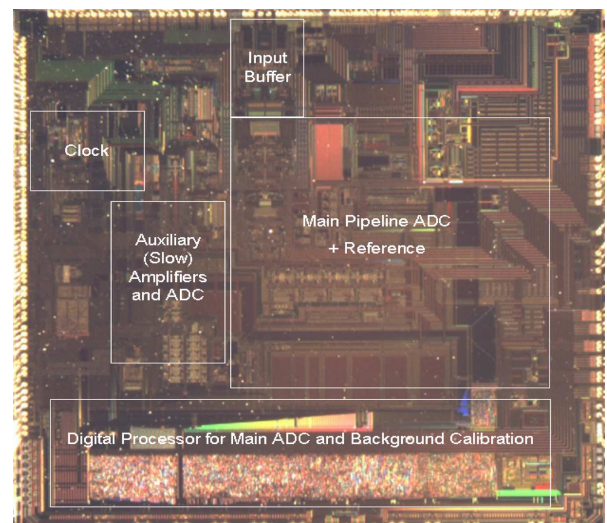 Input
Buffer
Clock
Main Pipeline ADC
+ Reference
Auxiliary
(Slow)
Amplifiers
and ADC
Digital Processor for Main ADC and Background Calibration